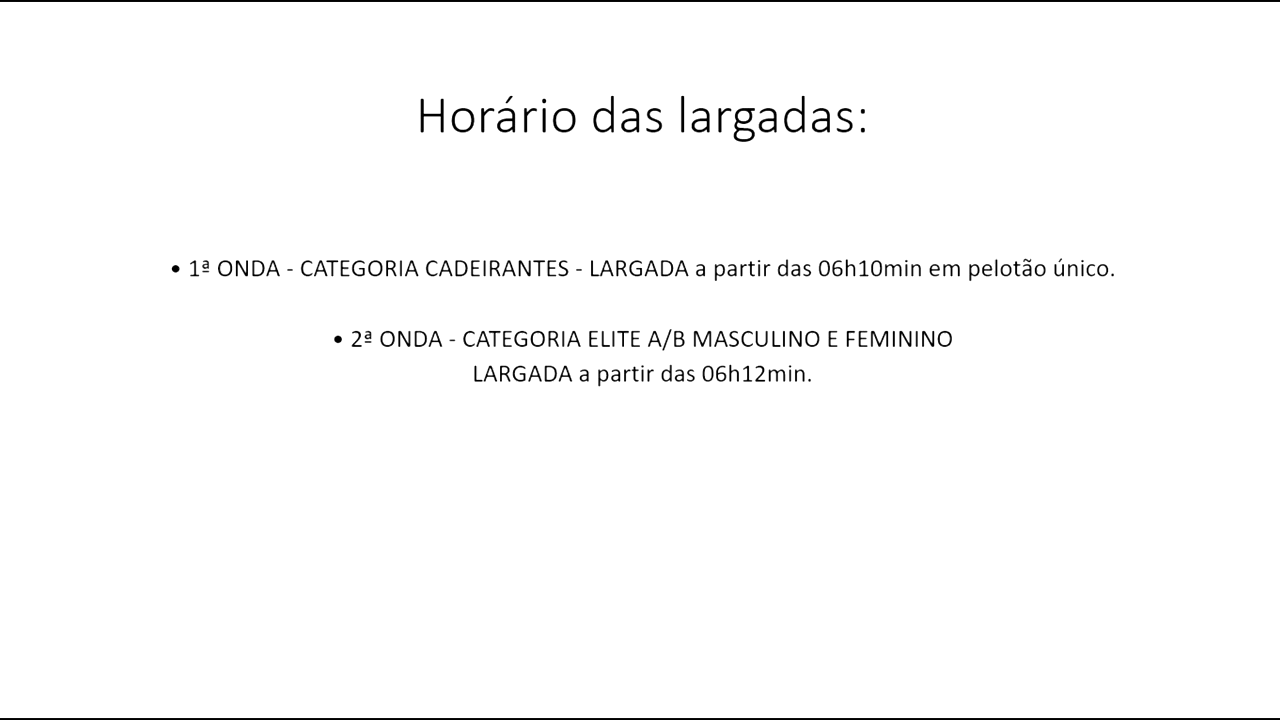 Horário das largadas:
• 1ª ONDA - CATEGORIA CADEIRANTES - LARGADA a partir das 06h10min em pelotão único.
• 2ª ONDA - CATEGORIA ELITE A/B MASCULINO E FEMININO
LARGADA a partir das 06h12min.